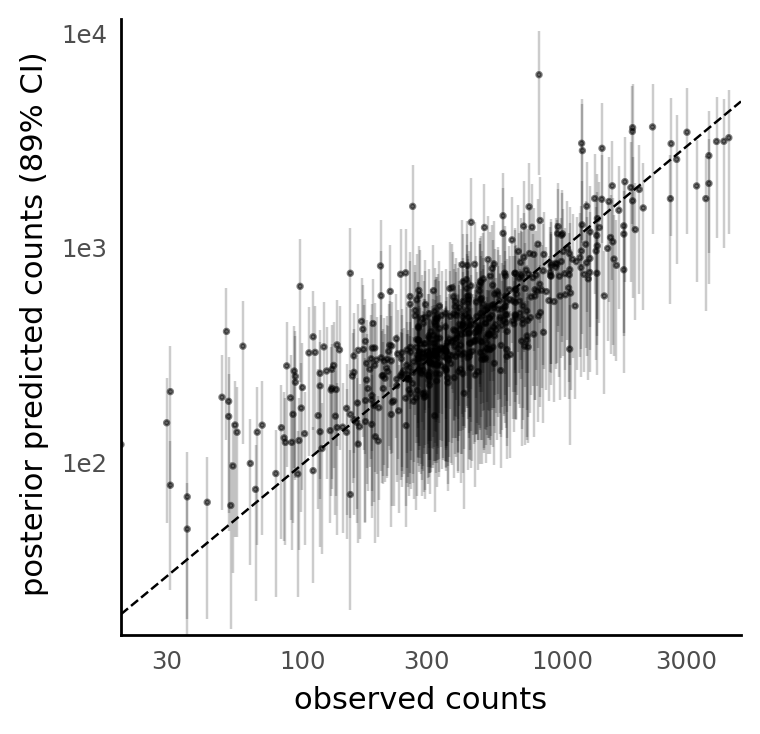 posterior predicted counts (89% CI)
1e4
1e3
1e2
30 100 300 1000 3000
observed counts